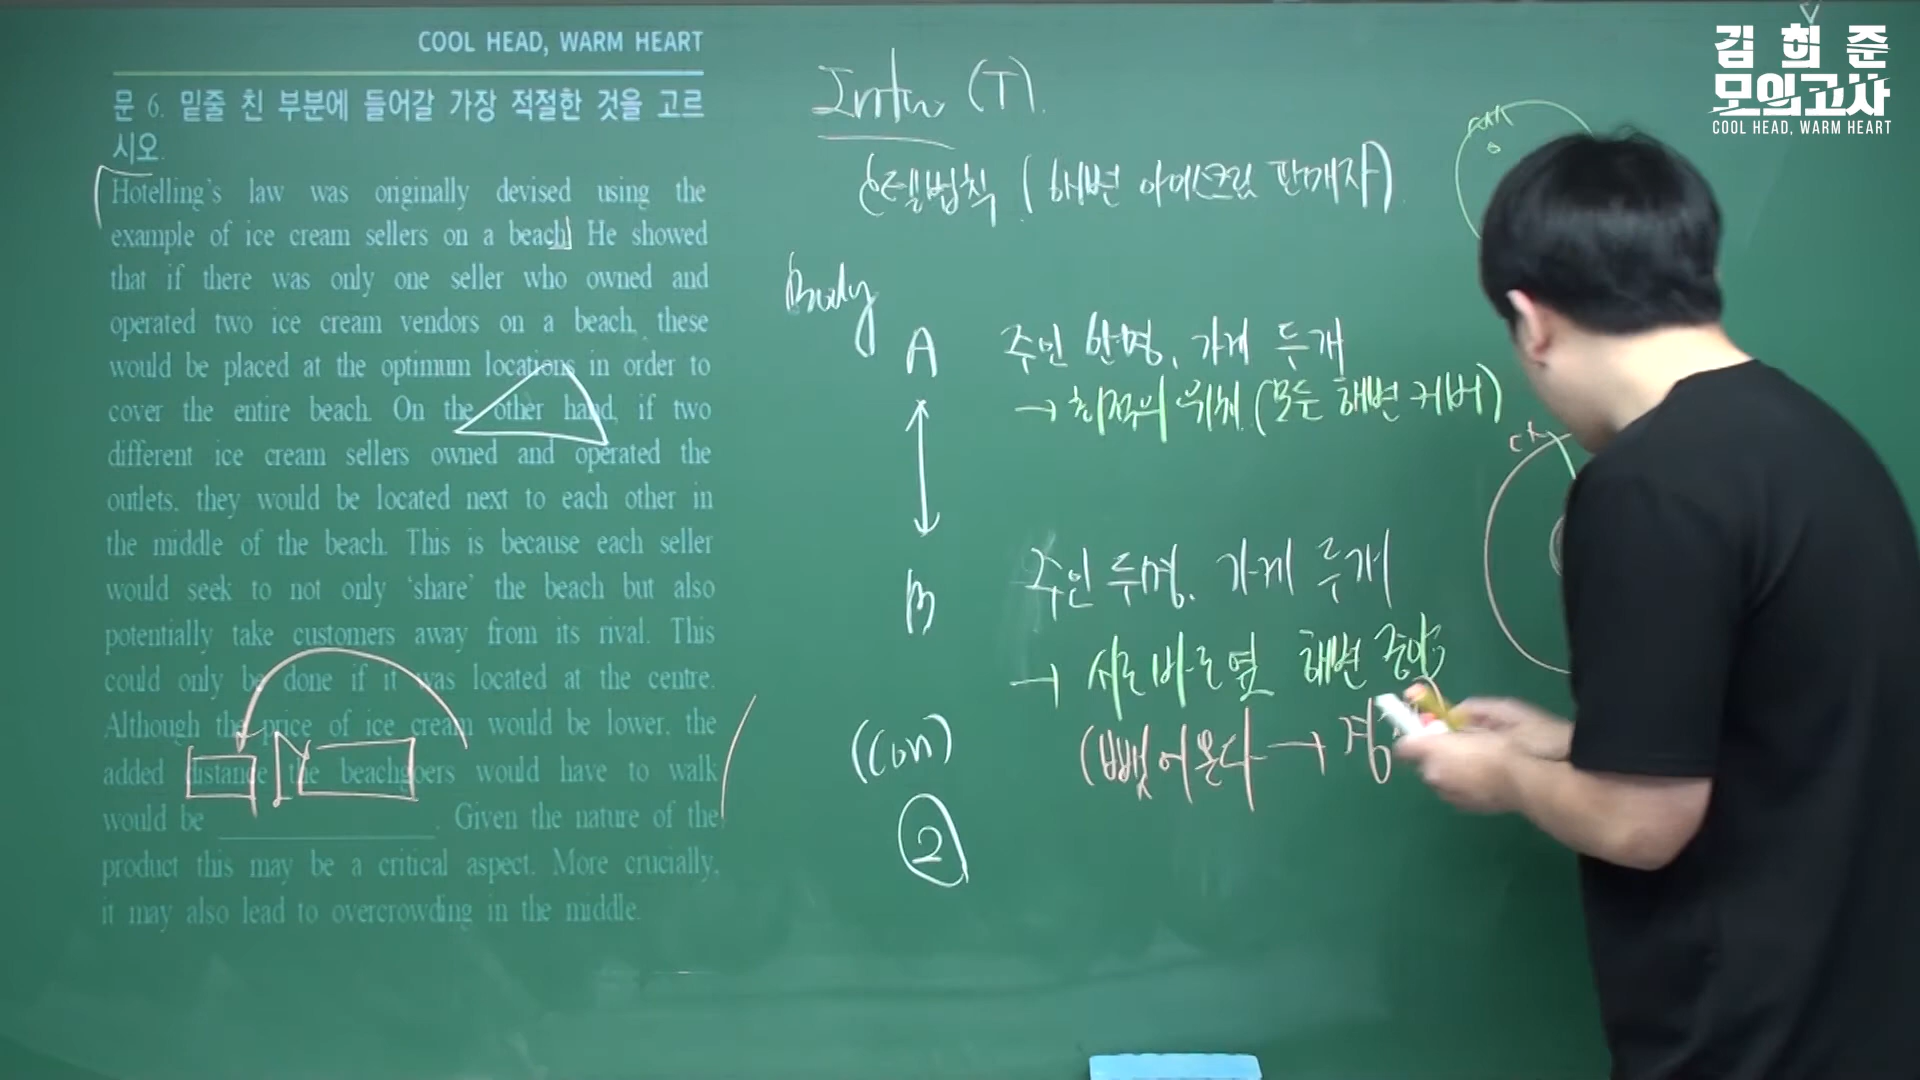 COOL HEAD, WARM HEART
문 6. 밑줄 친 부분에 들어갈 가장 적절한 것을 고르
시오.
Hotelling's law was originally devised using the
example of ice cream sellers on a beach. He showed
that if there was only one seller who owned and
operated two ice cream vendors on a beach, these
would be placed at the optimum locations in order to
cover the entire beach. On the other hand, if two
different ice cream sellers owned and operated the
outlets, they would be located next to each other in
the middle of the beach. This is because each seller
would seek to not only 'share' the beach but also
potentially take customers away from its rival. This
could only be done if it was located at the centre.
Although the price of ice cream would be lower, the
added distance the beachgoers would have to walk
would be ____________. Given the nature of the
product this may be a critical aspect. More crucially,
it may also lead to overcrowding in the middle.
Intro (T).
호텔법칙 (해변 아이스크림 판매자)
Body
A 주인 한명, 가게 두개
→ 최적의 위치 (모든 해변 커버)
B 주인 두명, 가게 두개
→ 서로 바로 옆 해변 중앙
(뺏어온다 →
(Con)
2
김희준
모의고사
COOL HEAD, WARM HEART